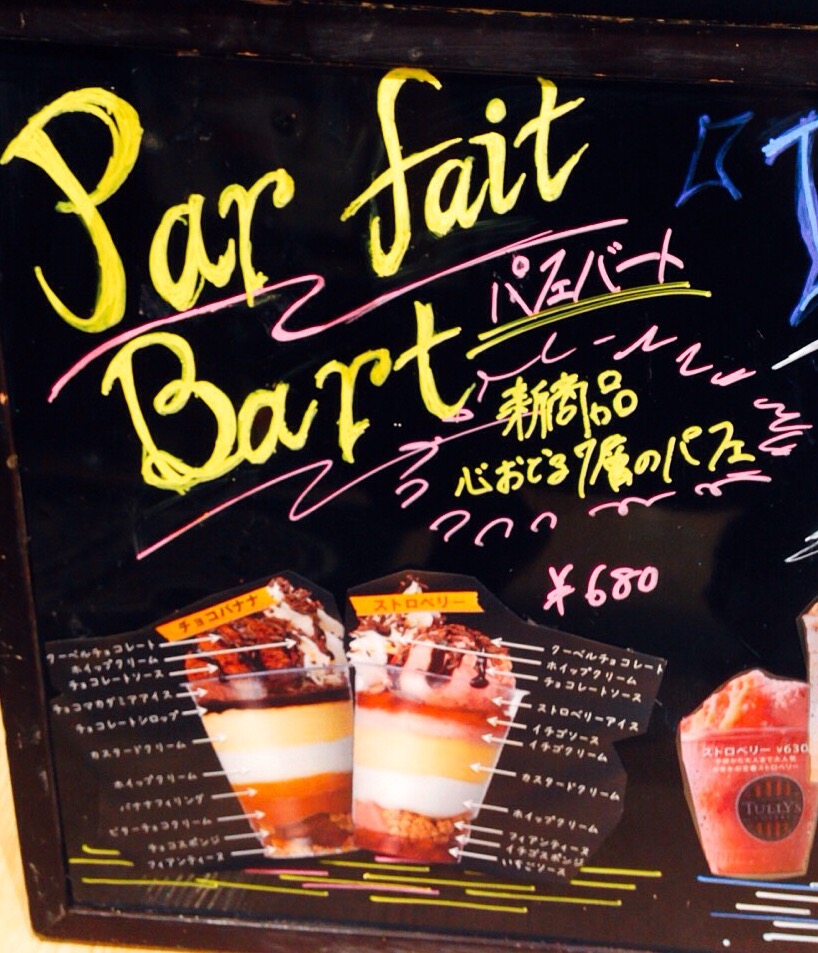 Par fait
パフェバート
Bart
新商品
心おどる7層のパフェ
¥680
チョコバナナ
クーベルチョコレート
ホイップクリーム
チョコレートソース
チョコマカダミアアイス
チョコレートシロップ
カスタードクリーム
ホイップクリーム
バナナフィリング
ビターチョコクリーム
チョコスポンジ
フィアンティーヌ
ストロベリー
クーベルチョコレート
ホイップクリーム
チョコレートソース
ストロベリーアイス
イチゴソース
イチゴクリーム
カスタードクリーム
ホイップクリーム
フィアンティーヌ
イチゴスポンジ
いちごソース
ストロベリー ¥630
TULLY'S